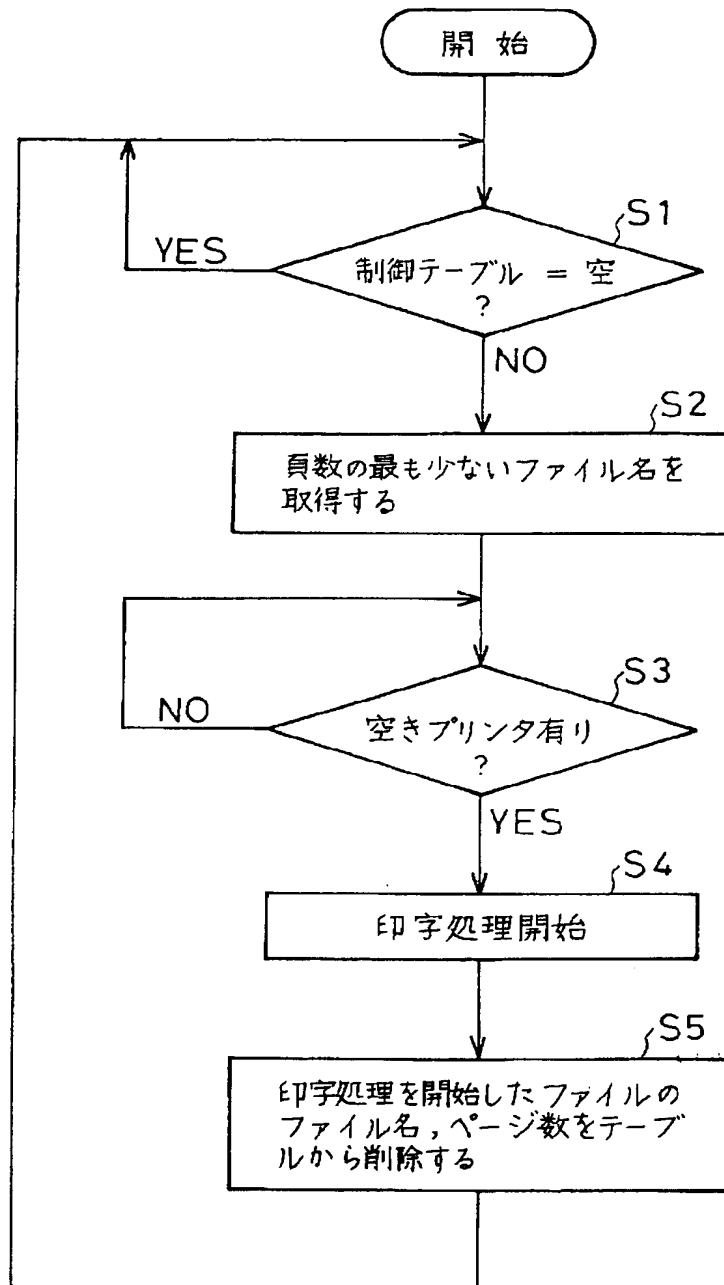 開始
S1
YES
制御テーブル = 空
?
NO
S2
頁数の最も少ないファイル名を
取得する
S3
NO
空きプリンタ有り
?
YES
S4
印字処理開始
S5
印字処理を開始したファイルの
ファイル名,ページ数をテーブ
ルから削除する